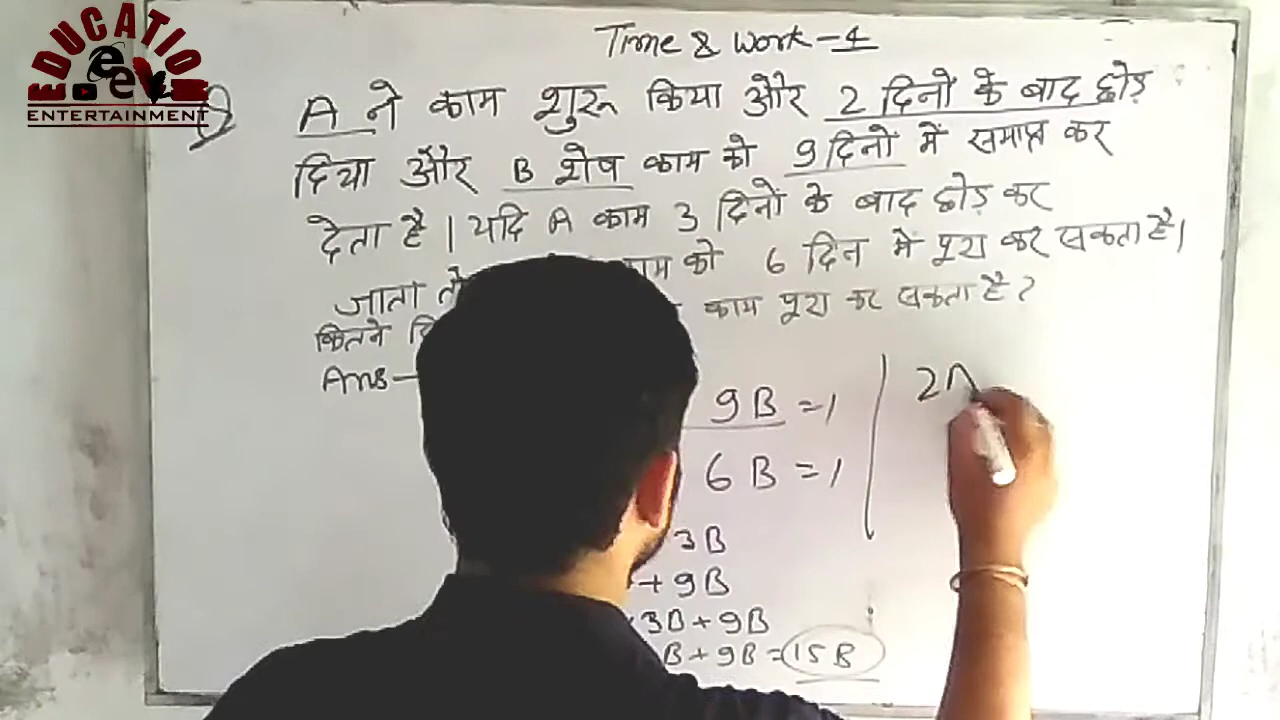 EDUCATION
ee
ENTERTAINMENT
Time & Work-4
Q A ने काम शुरू किया और 2 दिनों के बाद छोड़
दिया और B शेष काम को 9 दिनों में समाप्त कर
देता है। यदि A काम 3 दिनों के बाद छोड़ कर
जाता काम को 6 दिन में पूरा कर सकता है।
कितने काम पूरा कर सकता है?
Ans-
9B =1
6B =1
3B
+9B
3B+9B
B+9B=15B
2A